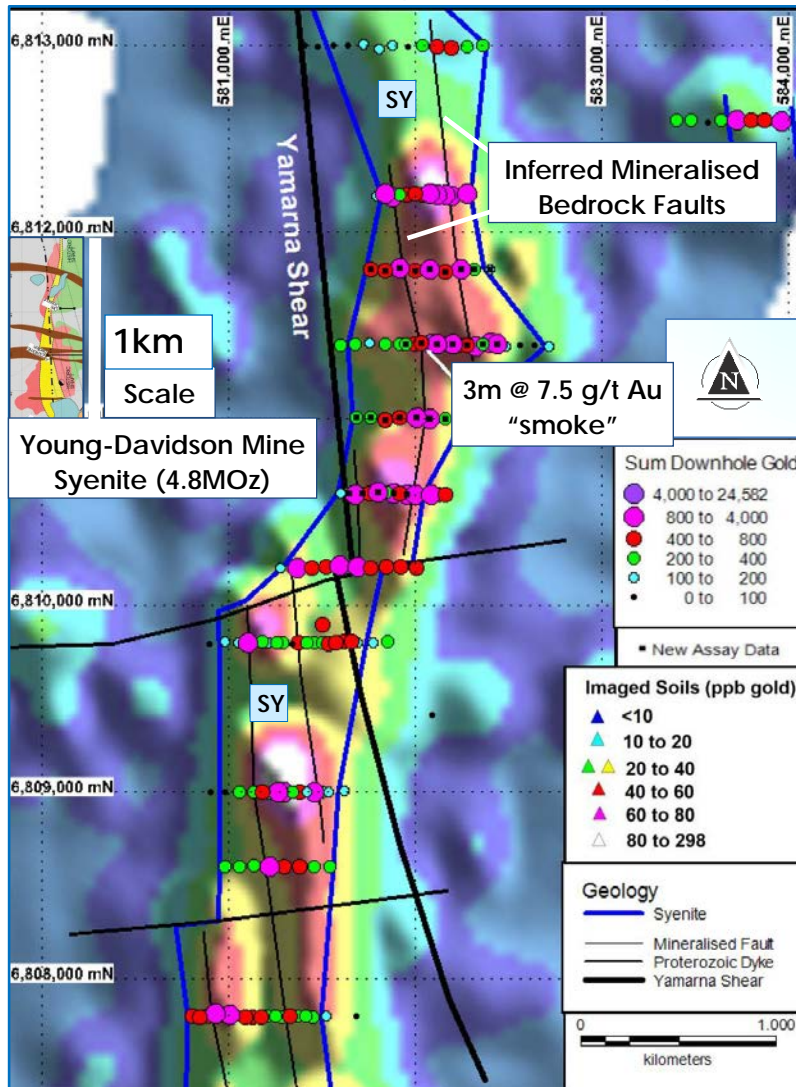 6,813,000 mN
581,000 mE
583,000 mE
584,000 mE
SY
Yamarna Shear
Inferred Mineralised
Bedrock Faults
6,812,000 mN
1km
Scale
N
3m @ 7.5 g/t Au
“smoke”
Young-Davidson Mine
Syenite (4.8MOz)
Sum Downhole Gold
4,000 to 24,582
800 to 4,000
400 to 800
200 to 400
100 to 200
0 to 100
New Assay Data
6,810,000 mN
SY
Imaged Soils (ppb gold)
<10
10 to 20
20 to 40
40 to 60
60 to 80
80 to 298
6,809,000 mN
Geology
Syenite
Mineralised Fault
Proterozoic Dyke
Yamarna Shear
6,808,000 mN
0 1.000
kilometers